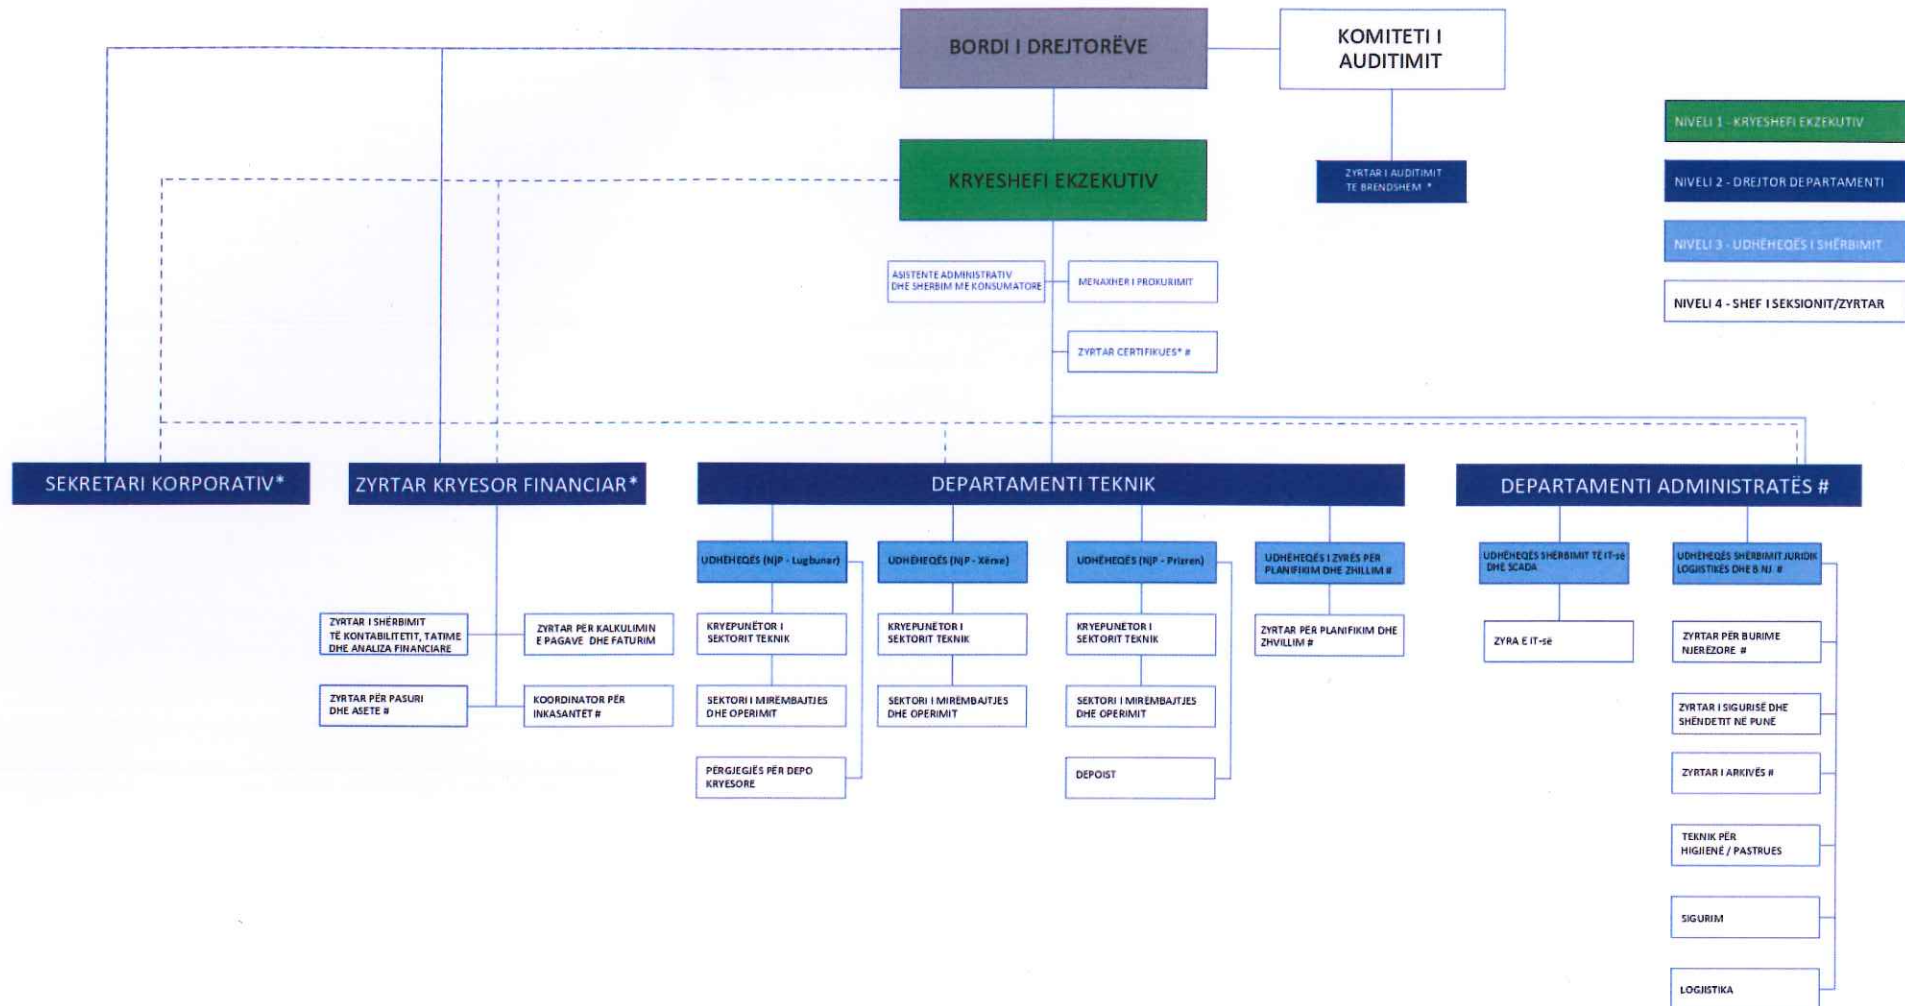 BORDI I DREJTORËVE
KOMITETI I
AUDITIMIT
NIVELI 1 - KRYESHEFI EKZEKUTIV
KRYESHEFI EKZEKUTIV
ZYRTAR I AUDITIMIT
TE BRENDSHEM *
NIVELI 2 - DREJTOR DEPARTAMENTI
NIVELI 3 - UDHËHEQËS I SHËRBIMIT
ASISTENTE ADMINISTRATIV
DHE SHERBIM ME KONSUMATORE
MENAXHER I PROKURIMIT
NIVELI 4 - SHEF I SEKSIONIT/ZYRTAR
ZYRTAR CERTIFIKUES* #
SEKRETARI KORPORATIV*
ZYRTAR KRYESOR FINANCIAR*
DEPARTAMENTI TEKNIK
DEPARTAMENTI ADMINISTRATËS #
UDHËHEQËS (NjP - Lugbunar)
UDHËHEQËS (NjP - Xërxe)
UDHËHEQËS (NjP - Prizren)
UDHËHEQËS I ZYRËS PËR
PLANIFIKIM DHE ZHILLIM #
UDHËHEQËS SHËRBIMIT TË IT-së
DHE SCADA
UDHËHEQËS SHËRBIMIT JURIDIK
LOGJISTIKËS DHE B NJ. #
ZYRTAR I SHËRBIMIT
TË KONTABILITETIT, TATIME
DHE ANALIZA FINANCIARE
ZYRTAR PËR KALKULIMIN
E PAGAVE DHE FATURIM
KRYEPUNËTOR I
SEKTORIT TEKNIK
KRYEPUNËTOR I
SEKTORIT TEKNIK
KRYEPUNËTOR I
SEKTORIT TEKNIK
ZYRTAR PËR PLANIFIKIM DHE
ZHVILLIM #
ZYRA E IT-së
ZYRTAR PËR BURIME
NJERËZORE #
ZYRTAR PËR PASURI
DHE ASETE #
KOORDINATOR PËR
INKASANTËT #
SEKTORI I MIRËMBAJTJES
DHE OPERIMIT
SEKTORI I MIRËMBAJTJES
DHE OPERIMIT
SEKTORI I MIRËMBAJTJES
DHE OPERIMIT
ZYRTAR I SIGURISË DHE
SHËNDETIT NË PUNË
PËRGJEGJËS PËR DEPO
KRYESORE
DEPOIST
ZYRTAR I ARKIVËS #
TEKNIK PËR
HIGJIENË / PASTRUES
SIGURIM
LOGJISTIKA